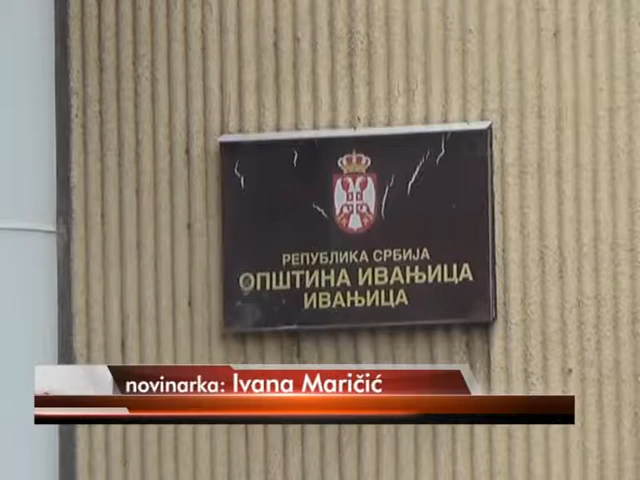 РЕПУБЛИКА СРБИЈА
ОПШТИНА ИВАЊИЦА
ИВАЊИЦА
novinarka: Ivana Maričić